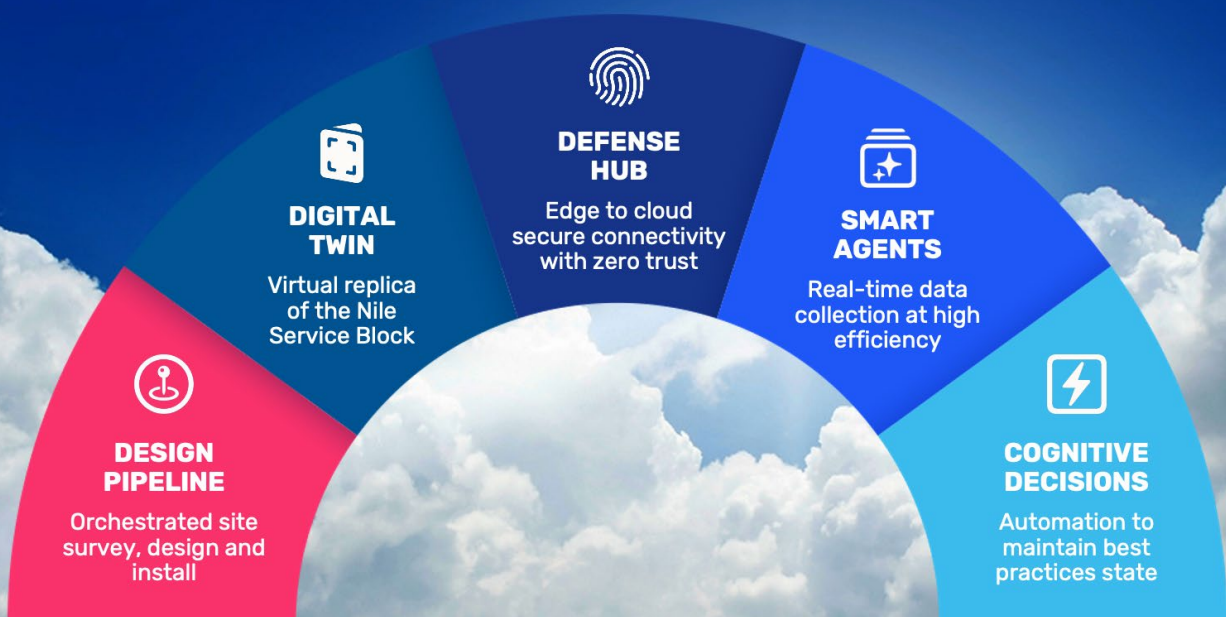 DESIGN
PIPELINE
Orchestrated site
survey, design and
install
DIGITAL
TWIN
Virtual replica
of the Nile
Service Block
DEFENSE
HUB
Edge to cloud
secure connectivity
with zero trust
SMART
AGENTS
Real-time data
collection at high
efficiency
COGNITIVE
DECISIONS
Automation to
maintain best
practices state